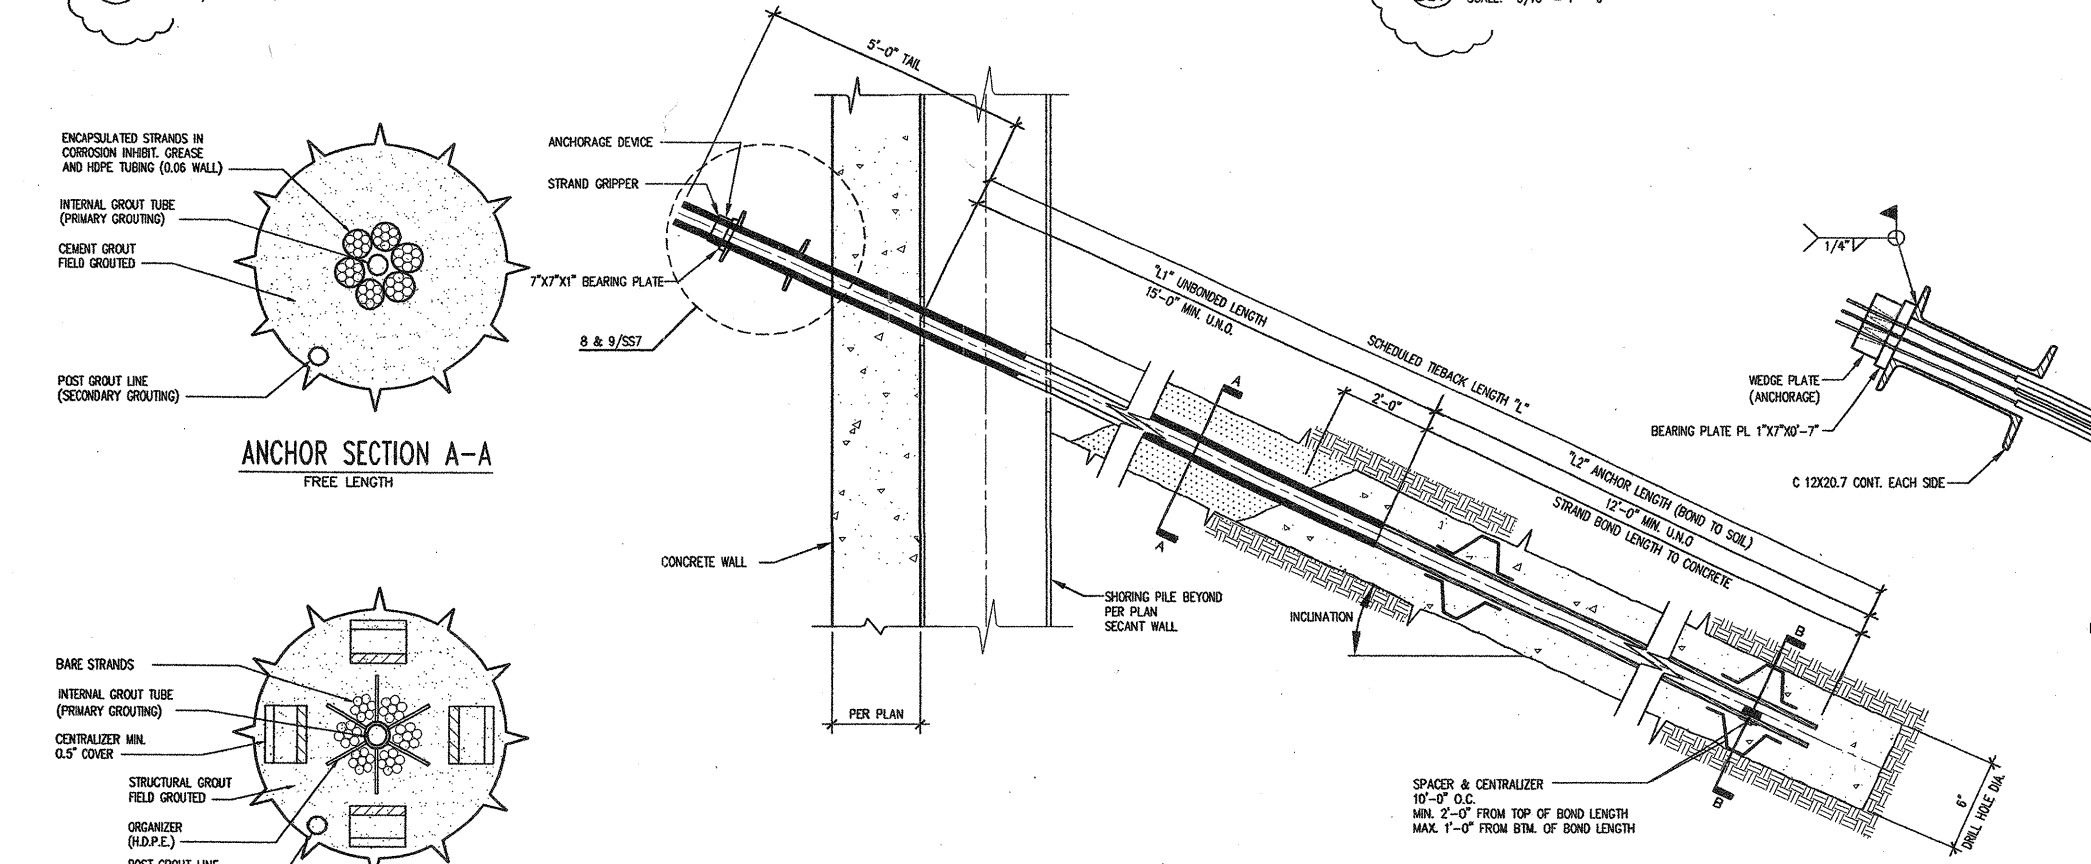 5'-0" TAIL
ENCAPSULATED STRANDS IN
CORROSION INHIBIT. GREASE
AND HDPE TUBING (0.06 WALL)
INTERNAL GROUT TUBE
(PRIMARY GROUTING)
CEMENT GROUT
FIELD GROUTED
POST GROUT LINE
(SECONDARY GROUTING)
ANCHOR SECTION A-A
FREE LENGTH
BARE STRANDS
INTERNAL GROUT TUBE
(PRIMARY GROUTING)
CENTRALIZER MIN.
0.5" COVER
STRUCTURAL GROUT
FIELD GROUTED
ORGANIZER
(H.D.P.E.)
POST GROUT LINE
ANCHORAGE DEVICE
STRAND GRIPPER
7"X7"X1" BEARING PLATE
8 & 9/SS7
CONCRETE WALL
PER PLAN
SHORING PILE BEYOND
PER PLAN
SECANT WALL
"L1" UNBONDED LENGTH
15'-0" MIN. U.N.O.
SCHEDULED TIEBACK LENGTH "L"
2'-0"
"L2" ANCHOR LENGTH (BOND TO SOIL)
12'-0" MIN. U.N.O
STRAND BOND LENGTH TO CONCRETE
A
A
INCLINATION
B
B
SPACER & CENTRALIZER
10'-0" O.C.
MIN. 2'-0" FROM TOP OF BOND LENGTH
MAX. 1'-0" FROM BTM. OF BOND LENGTH
6"
DRILL HOLE DIA.
1/4"
WEDGE PLATE
(ANCHORAGE)
BEARING PLATE PL 1"X7"X0'-7"
C 12X20.7 CONT. EACH SIDE